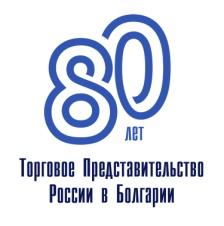 80
лет
Торговое Представительство
России в Болгарии